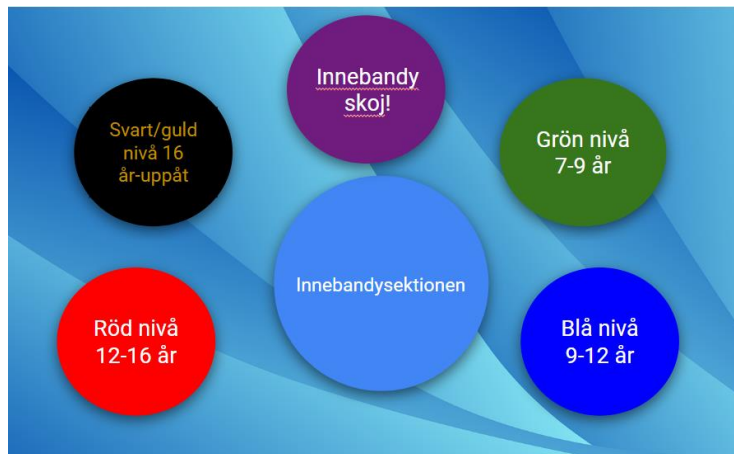 Innebandy
skoj!
Svart/guld
nivå 16
år-uppåt
Grön nivå
7-9 år
Innebandysektionen
Röd nivå
12-16 år
Blå nivå
9-12 år